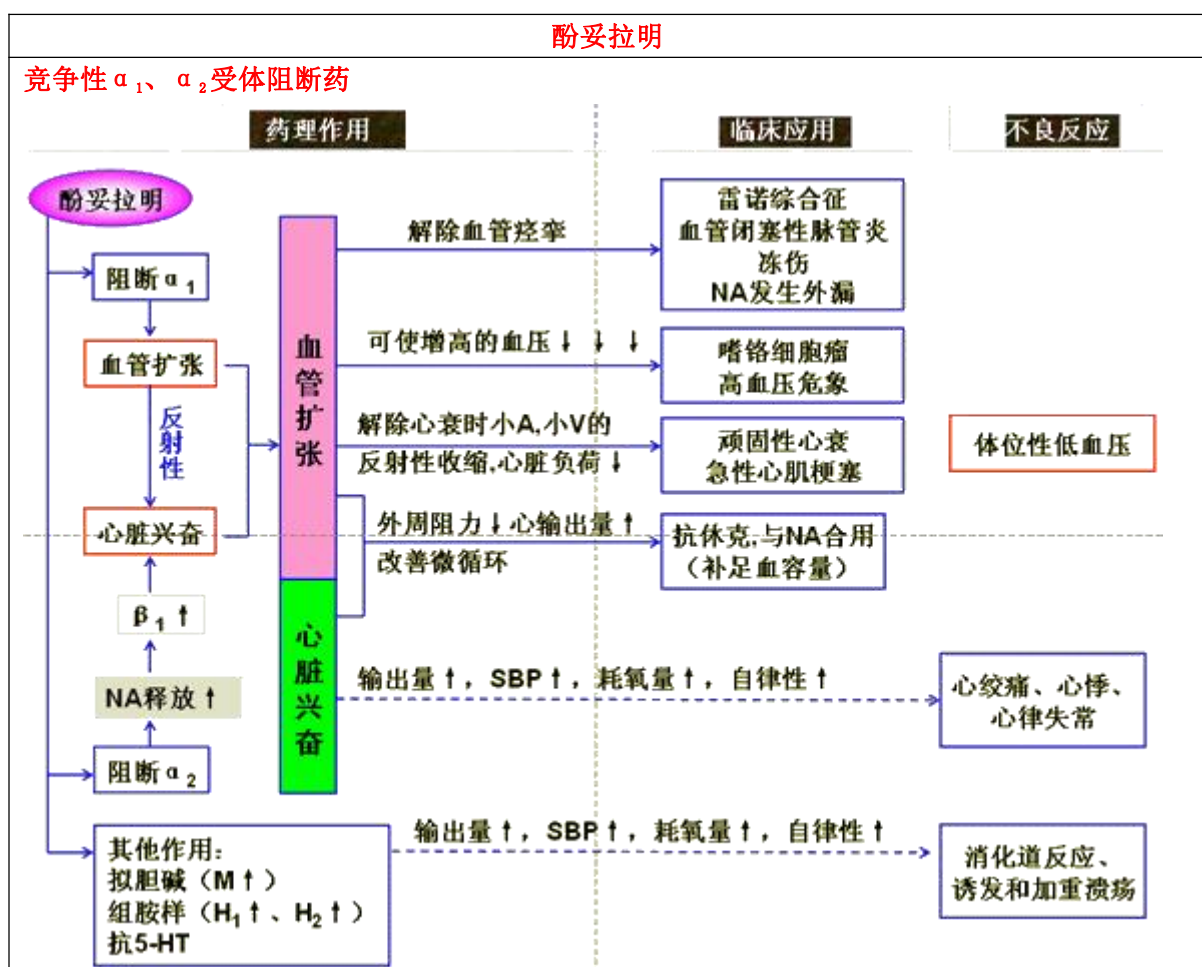 酚妥拉明
竞争性α₁、α₂受体阻断药
药理作用
临床应用
不良反应
酚妥拉明
阻断α₁
血管扩张
反射性
心脏兴奋
β₁↑
NA释放↑
阻断α₂
血管扩张
心脏兴奋
解除血管痉挛
雷诺综合征
血管闭塞性脉管炎
冻伤
NA发生外漏
可使增高的血压↓ ↓ ↓
嗜铬细胞瘤
高血压危象
解除心衰时小A,小V的
反射性收缩,心脏负荷↓
顽固性心衰
急性心肌梗塞
体位性低血压
外周阻力↓心输出量↑
改善微循环
抗休克,与NA合用
（补足血容量）
输出量↑，SBP↑，耗氧量↑，自律性↑
心绞痛、心悸、
心律失常
其他作用：
拟胆碱（M↑）
组胺样（H₁↑、H₂↑）
抗5-HT
输出量↑，SBP↑，耗氧量↑，自律性↑
消化道反应、
诱发和加重溃疡